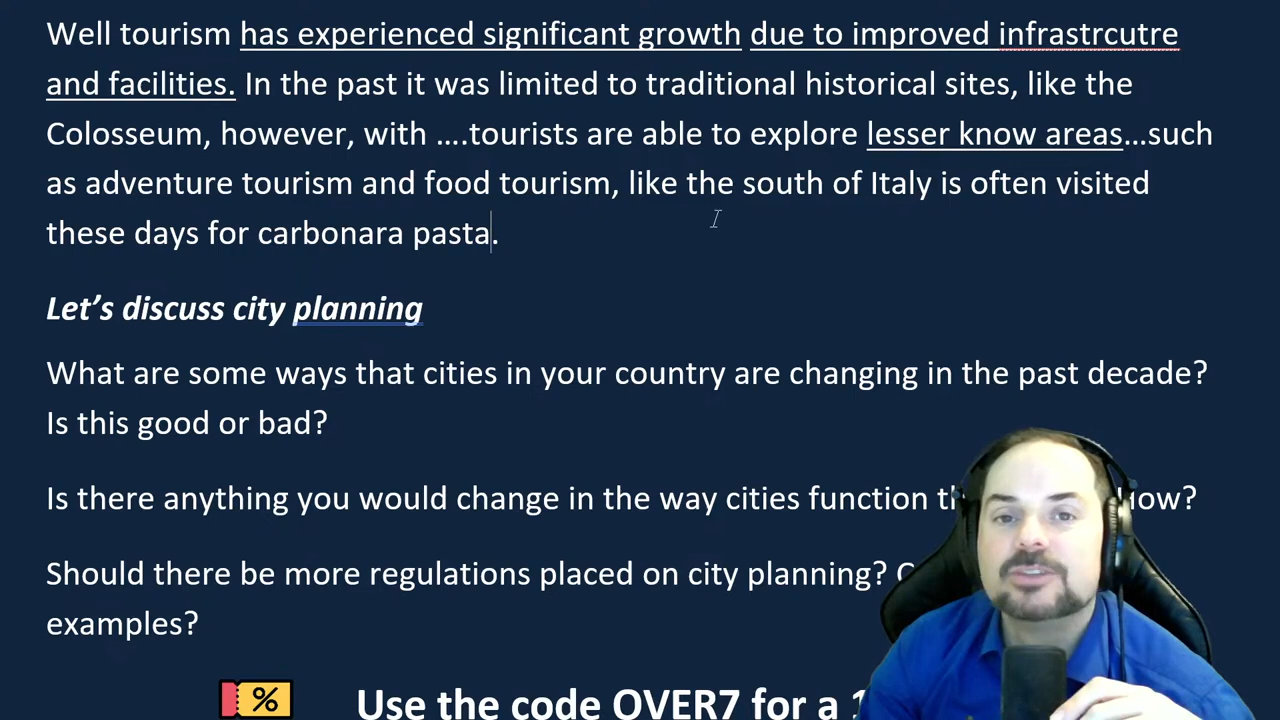 Well tourism has experienced significant growth due to improved infrastrcutre
and facilities. In the past it was limited to traditional historical sites, like the
Colosseum, however, with ....tourists are able to explore lesser know areas...such
as adventure tourism and food tourism, like the south of Italy is often visited
these days for carbonara pasta.
Let's discuss city planning
What are some ways that cities in your country are changing in the past decade?
Is this good or bad?
Is there anything you would change in the way cities function
Should there be more regulations placed on city planning?
examples?
% Use the code OVER7 for a